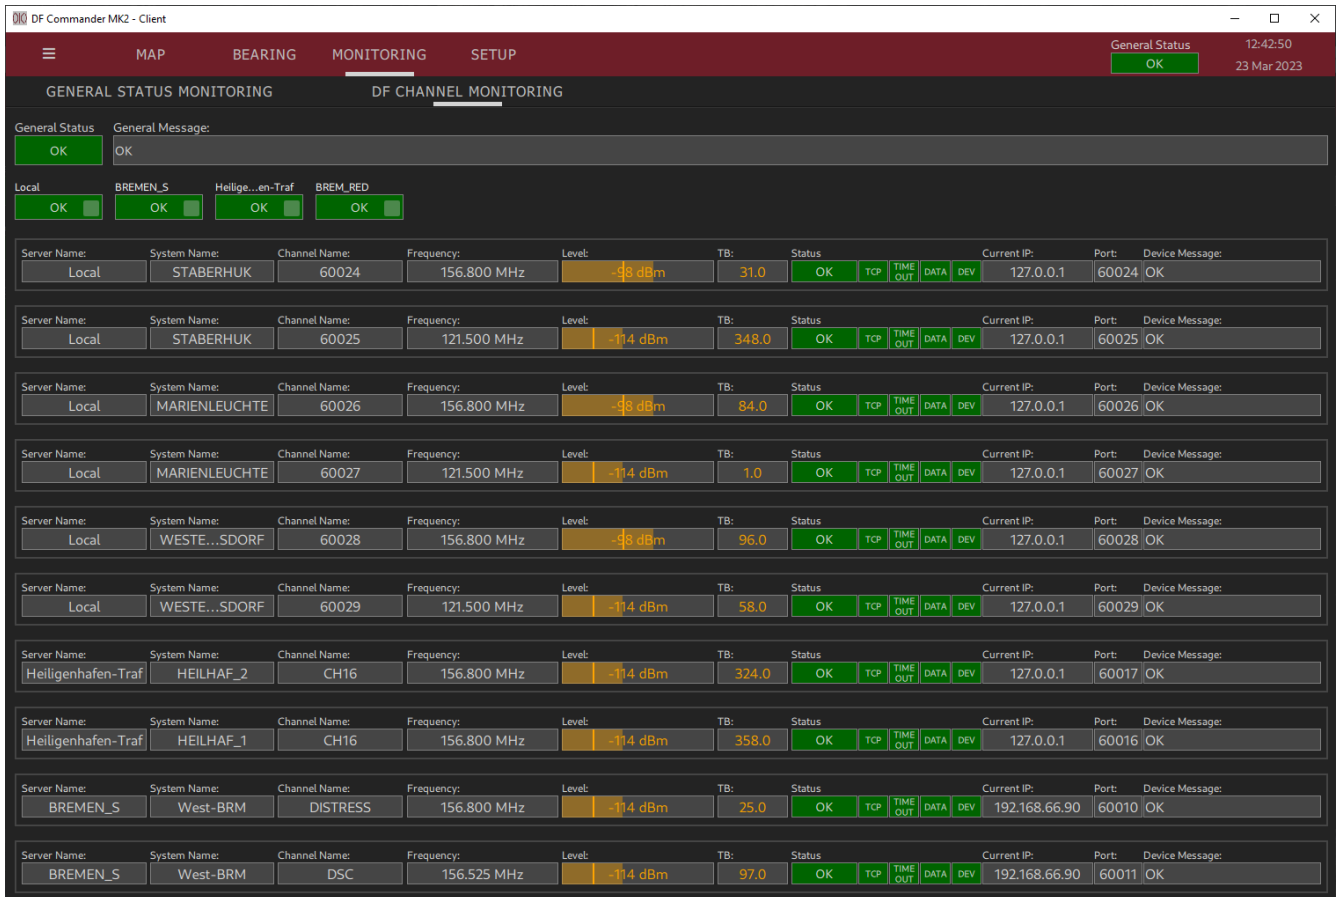 DF Commander MK2 - Client
☰ MAP BEARING MONITORING SETUP General Status OK 12:42:50 23 Mar 2023
GENERAL STATUS MONITORING DF CHANNEL MONITORING
General Status General Message:
OK OK
Local BREMEN_S Heilige...en-Traf BREM_RED
OK OK OK OK
Server Name: System Name: Channel Name: Frequency: Level: TB: Status Current IP: Port: Device Message:
Local STABERHUK 60024 156.800 MHz -98 dBm 31.0 OK TCP TIME OUT DATA DEV 127.0.0.1 60024 OK
Server Name: System Name: Channel Name: Frequency: Level: TB: Status Current IP: Port: Device Message:
Local STABERHUK 60025 121.500 MHz -114 dBm 348.0 OK TCP TIME OUT DATA DEV 127.0.0.1 60025 OK
Server Name: System Name: Channel Name: Frequency: Level: TB: Status Current IP: Port: Device Message:
Local MARIENLEUCHTE 60026 156.800 MHz -98 dBm 84.0 OK TCP TIME OUT DATA DEV 127.0.0.1 60026 OK
Server Name: System Name: Channel Name: Frequency: Level: TB: Status Current IP: Port: Device Message:
Local MARIENLEUCHTE 60027 121.500 MHz -114 dBm 1.0 OK TCP TIME OUT DATA DEV 127.0.0.1 60027 OK
Server Name: System Name: Channel Name: Frequency: Level: TB: Status Current IP: Port: Device Message:
Local WESTE...SDORF 60028 156.800 MHz -98 dBm 96.0 OK TCP TIME OUT DATA DEV 127.0.0.1 60028 OK
Server Name: System Name: Channel Name: Frequency: Level: TB: Status Current IP: Port: Device Message:
Local WESTE...SDORF 60029 121.500 MHz -114 dBm 58.0 OK TCP TIME OUT DATA DEV 127.0.0.1 60029 OK
Server Name: System Name: Channel Name: Frequency: Level: TB: Status Current IP: Port: Device Message:
Heiligenhafen-Traf HEILHAF_2 CH16 156.800 MHz -114 dBm 324.0 OK TCP TIME OUT DATA DEV 127.0.0.1 60017 OK
Server Name: System Name: Channel Name: Frequency: Level: TB: Status Current IP: Port: Device Message:
Heiligenhafen-Traf HEILHAF_1 CH16 156.800 MHz -114 dBm 358.0 OK TCP TIME OUT DATA DEV 127.0.0.1 60016 OK
Server Name: System Name: Channel Name: Frequency: Level: TB: Status Current IP: Port: Device Message:
BREMEN_S West-BRM DISTRESS 156.800 MHz -114 dBm 25.0 OK TCP TIME OUT DATA DEV 192.168.66.90 60010 OK
Server Name: System Name: Channel Name: Frequency: Level: TB: Status Current IP: Port: Device Message:
BREMEN_S West-BRM DSC 156.525 MHz -114 dBm 97.0 OK TCP TIME OUT DATA DEV 192.168.66.90 60011 OK